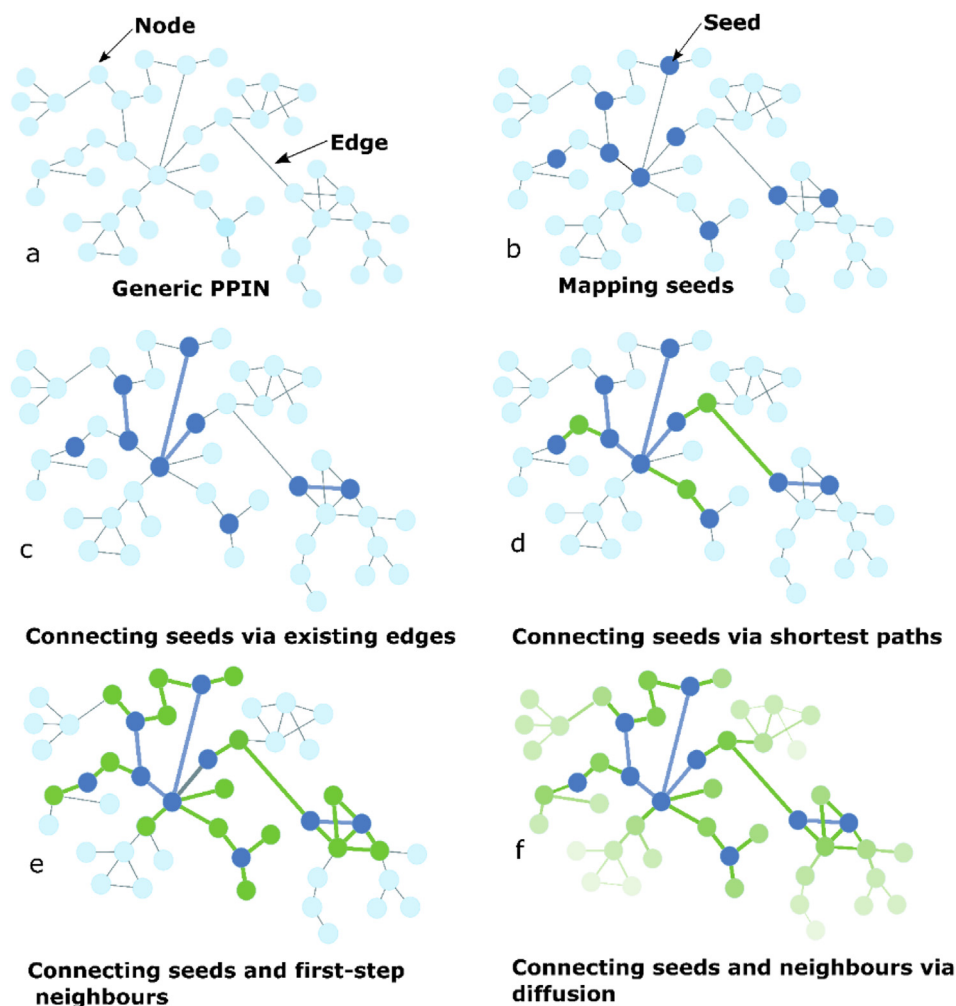 Node
Seed
Edge
a
b
Generic PPIN
Mapping seeds
c
d
Connecting seeds via existing edges
Connecting seeds via shortest paths
e
f
Connecting seeds and first-step
neighbours
Connecting seeds and neighbours via
diffusion